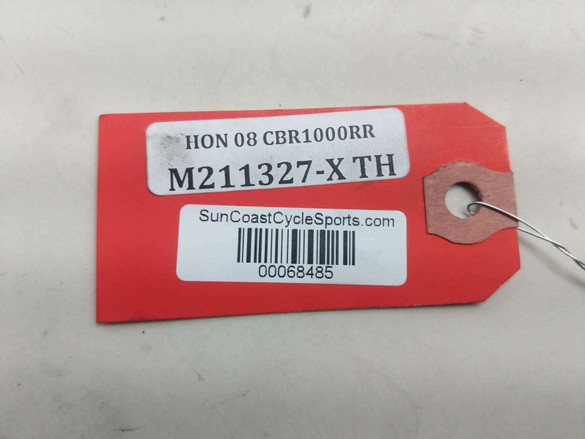 HON 08 CBR1000RR
M211327-X TH
SunCoastCycleSports.com
00068485